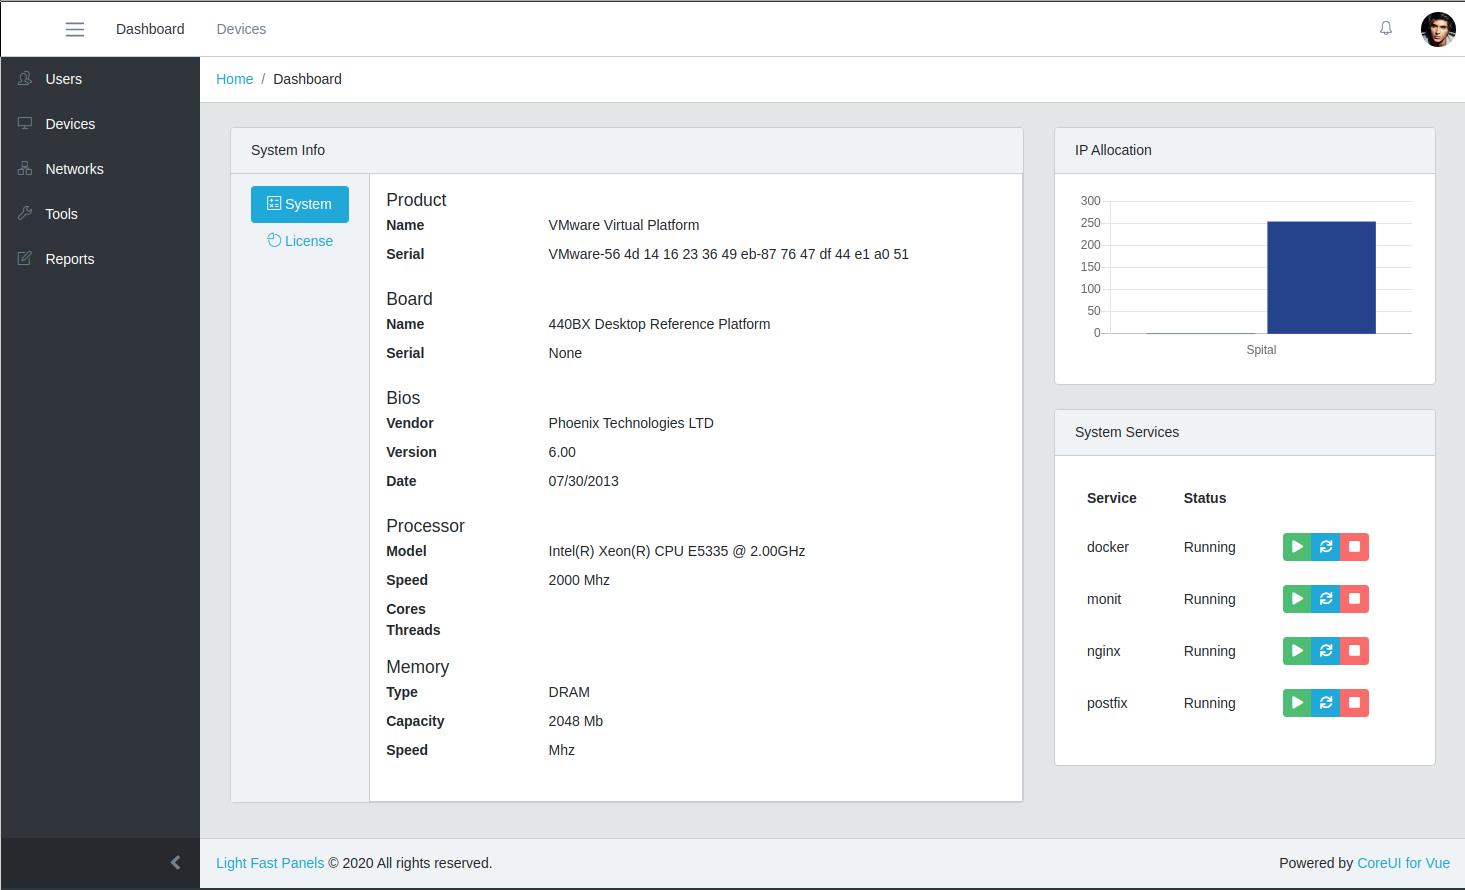 Dashboard Devices
Users
Devices
Networks
Tools
Reports
Home / Dashboard
System Info
System
License
Product
Name VMware Virtual Platform
Serial VMware-56 4d 14 16 23 36 49 eb-87 76 47 df 44 e1 a0 51
Board
Name 440BX Desktop Reference Platform
Serial None
Bios
Vendor Phoenix Technologies LTD
Version 6.00
Date 07/30/2013
Processor
Model Intel(R) Xeon(R) CPU E5335 @ 2.00GHz
Speed 2000 Mhz
Cores
Threads
Memory
Type DRAM
Capacity 2048 Mb
Speed Mhz
IP Allocation
300
250
200
150
100
50
0
Spital
System Services
Service Status
docker Running
monit Running
nginx Running
postfix Running
Light Fast Panels © 2020 All rights reserved.
Powered by CoreUI for Vue